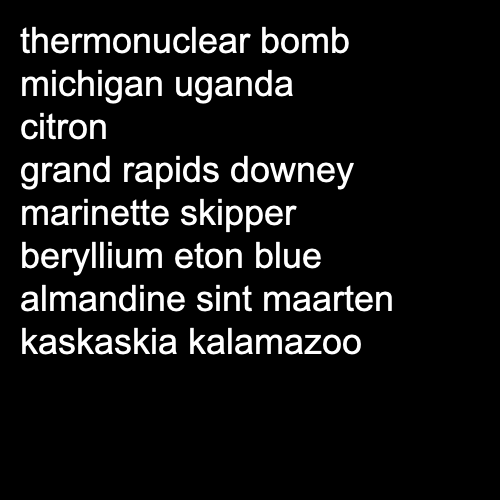 thermonuclear bomb
michigan uganda
citron
grand rapids downey
marinette skipper
beryllium eton blue
almandine sint maarten
kaskaskia kalamazoo